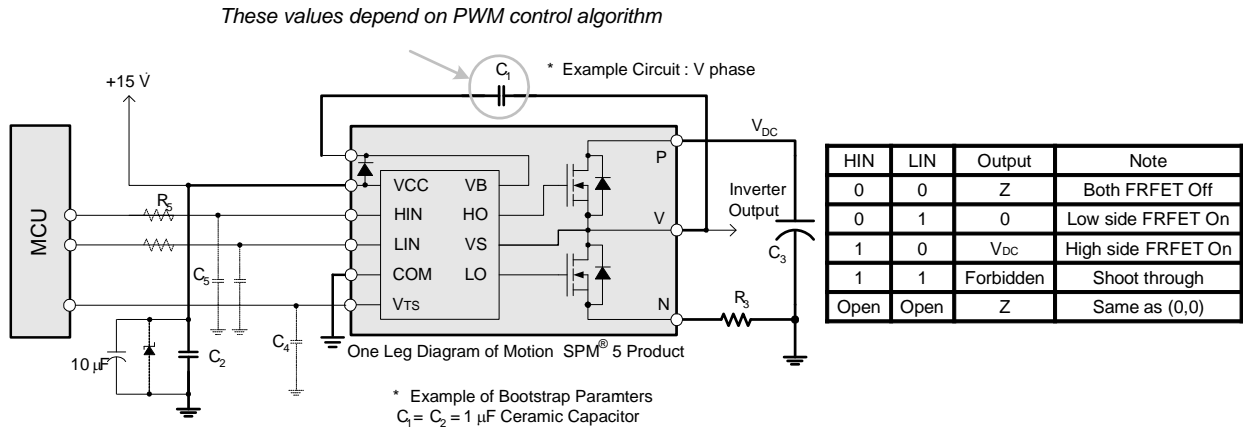 These values depend on PWM control algorithm
C1
* Example Circuit : V phase
+15 V
MCU
R5
C5
C4
10 μF
C2
VCC VB
HIN HO
LIN VS
COM LO
VTS
P
V
N
VDC
Inverter
Output
C3
R3
One Leg Diagram of Motion SPM® 5 Product
* Example of Bootstrap Paramters
C1 = C2 = 1 μF Ceramic Capacitor
HIN LIN Output Note
0 0 Z Both FRFET Off
0 1 0 Low side FRFET On
1 0 VDC High side FRFET On
1 1 Forbidden Shoot through
Open Open Z Same as (0,0)